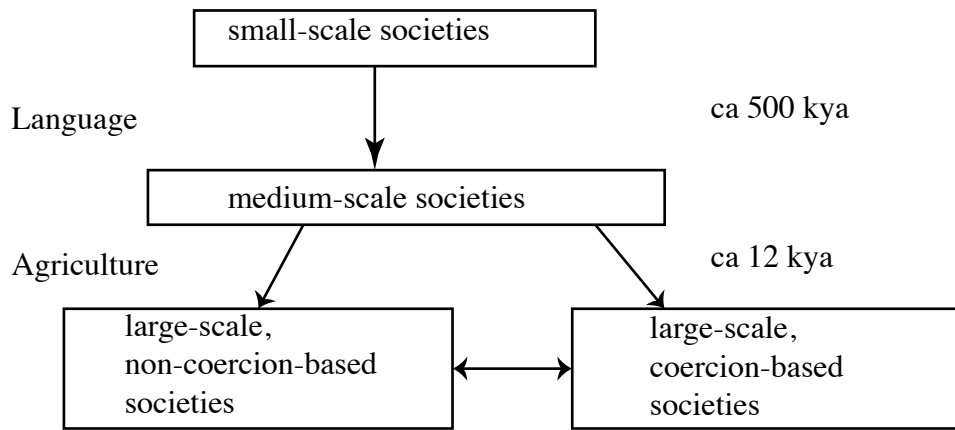 small-scale societies
Language
ca 500 kya
medium-scale societies
Agriculture
ca 12 kya
large-scale,
non-coercion-based
societies
large-scale,
coercion-based
societies